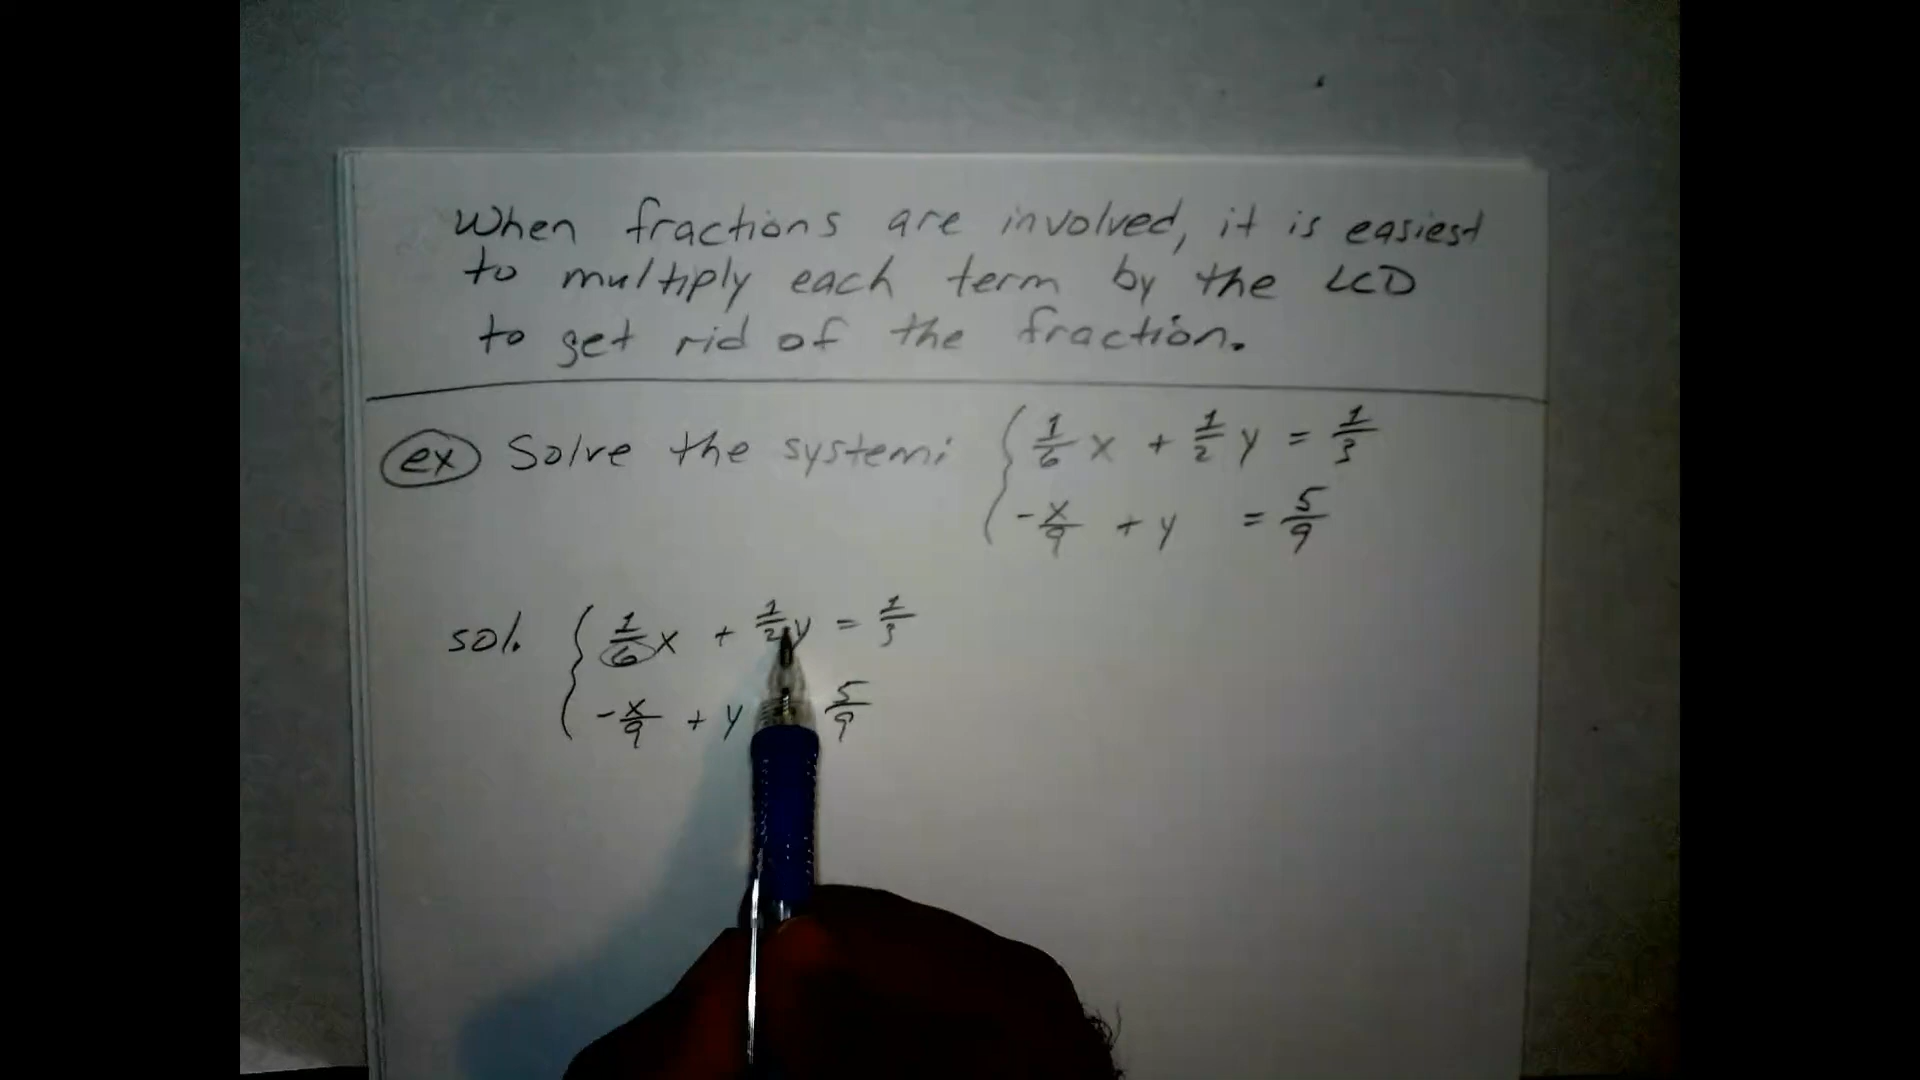 When fractions are involved, it is easiest
to multiply each term by the LCD
to get rid of the fraction.
ex Solve the system: { 1/6 x + 1/2 y = 1/3
-x/9 + y = 5/9
sol. { 1/6 x + 1/2 y = 1/3
-x/9 + y 5/9